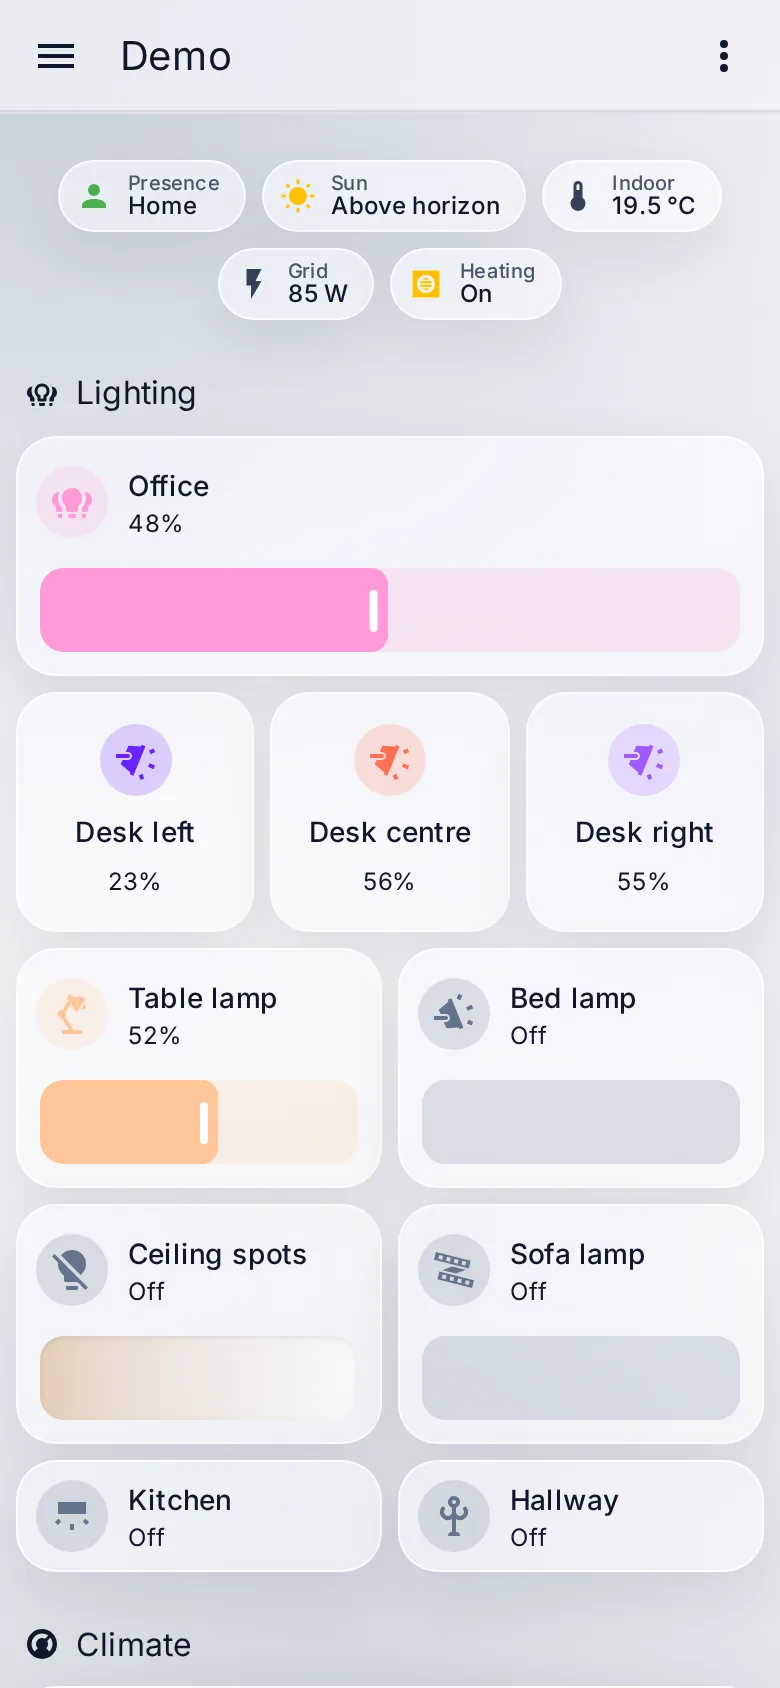 Demo
Presence
Home
Sun
Above horizon
Indoor
19.5 °C
Grid
85 W
Heating
On
Lighting
Office
48%
Desk left
23%
Desk centre
56%
Desk right
55%
Table lamp
52%
Bed lamp
Off
Ceiling spots
Off
Sofa lamp
Off
Kitchen
Off
Hallway
Off
Climate